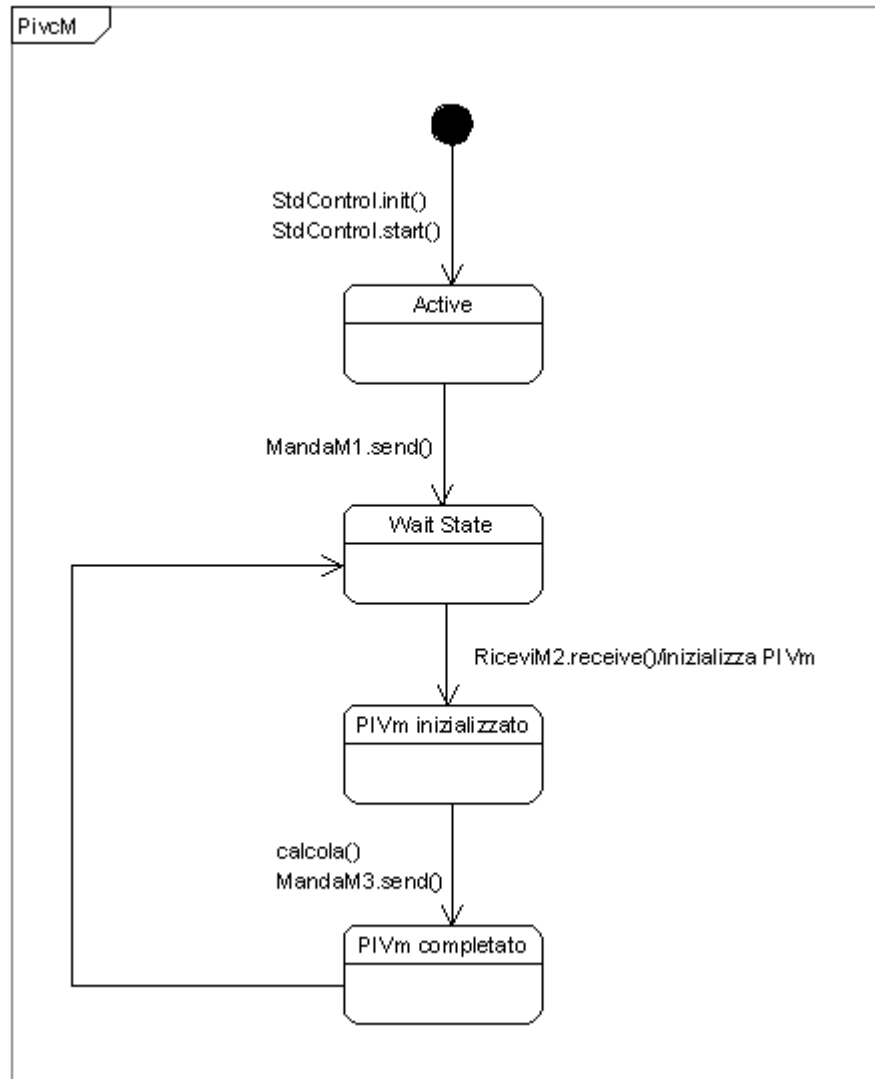 PivcM
StdControl.init()
StdControl.start()
Active
MandaM1.send()
Wait State
RiceviM2.receive()/inizializza PIVm
PIVm inizializzato
calcola()
MandaM3.send()
PIVm completato